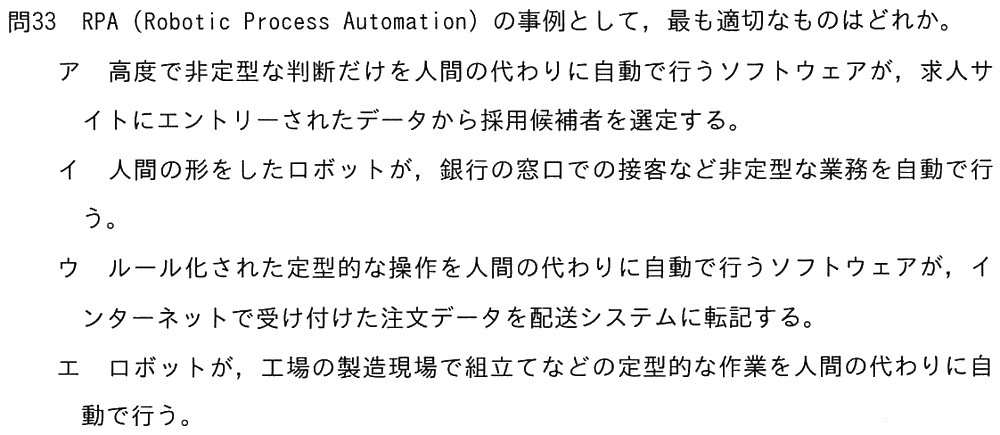 問33　RPA（Robotic Process Automation）の事例として，最も適切なものはどれか。
ア　高度で非定型な判断だけを人間の代わりに自動で行うソフトウェアが，求人サ
イトにエントリーされたデータから採用候補者を選定する。
イ　人間の形をしたロボットが，銀行の窓口での接客など非定型な業務を自動で行
う。
ウ　ルール化された定型的な操作を人間の代わりに自動で行うソフトウェアが，イ
ンターネットで受け付けた注文データを配送システムに転記する。
エ　ロボットが，工場の製造現場で組立てなどの定型的な作業を人間の代わりに自
動で行う。